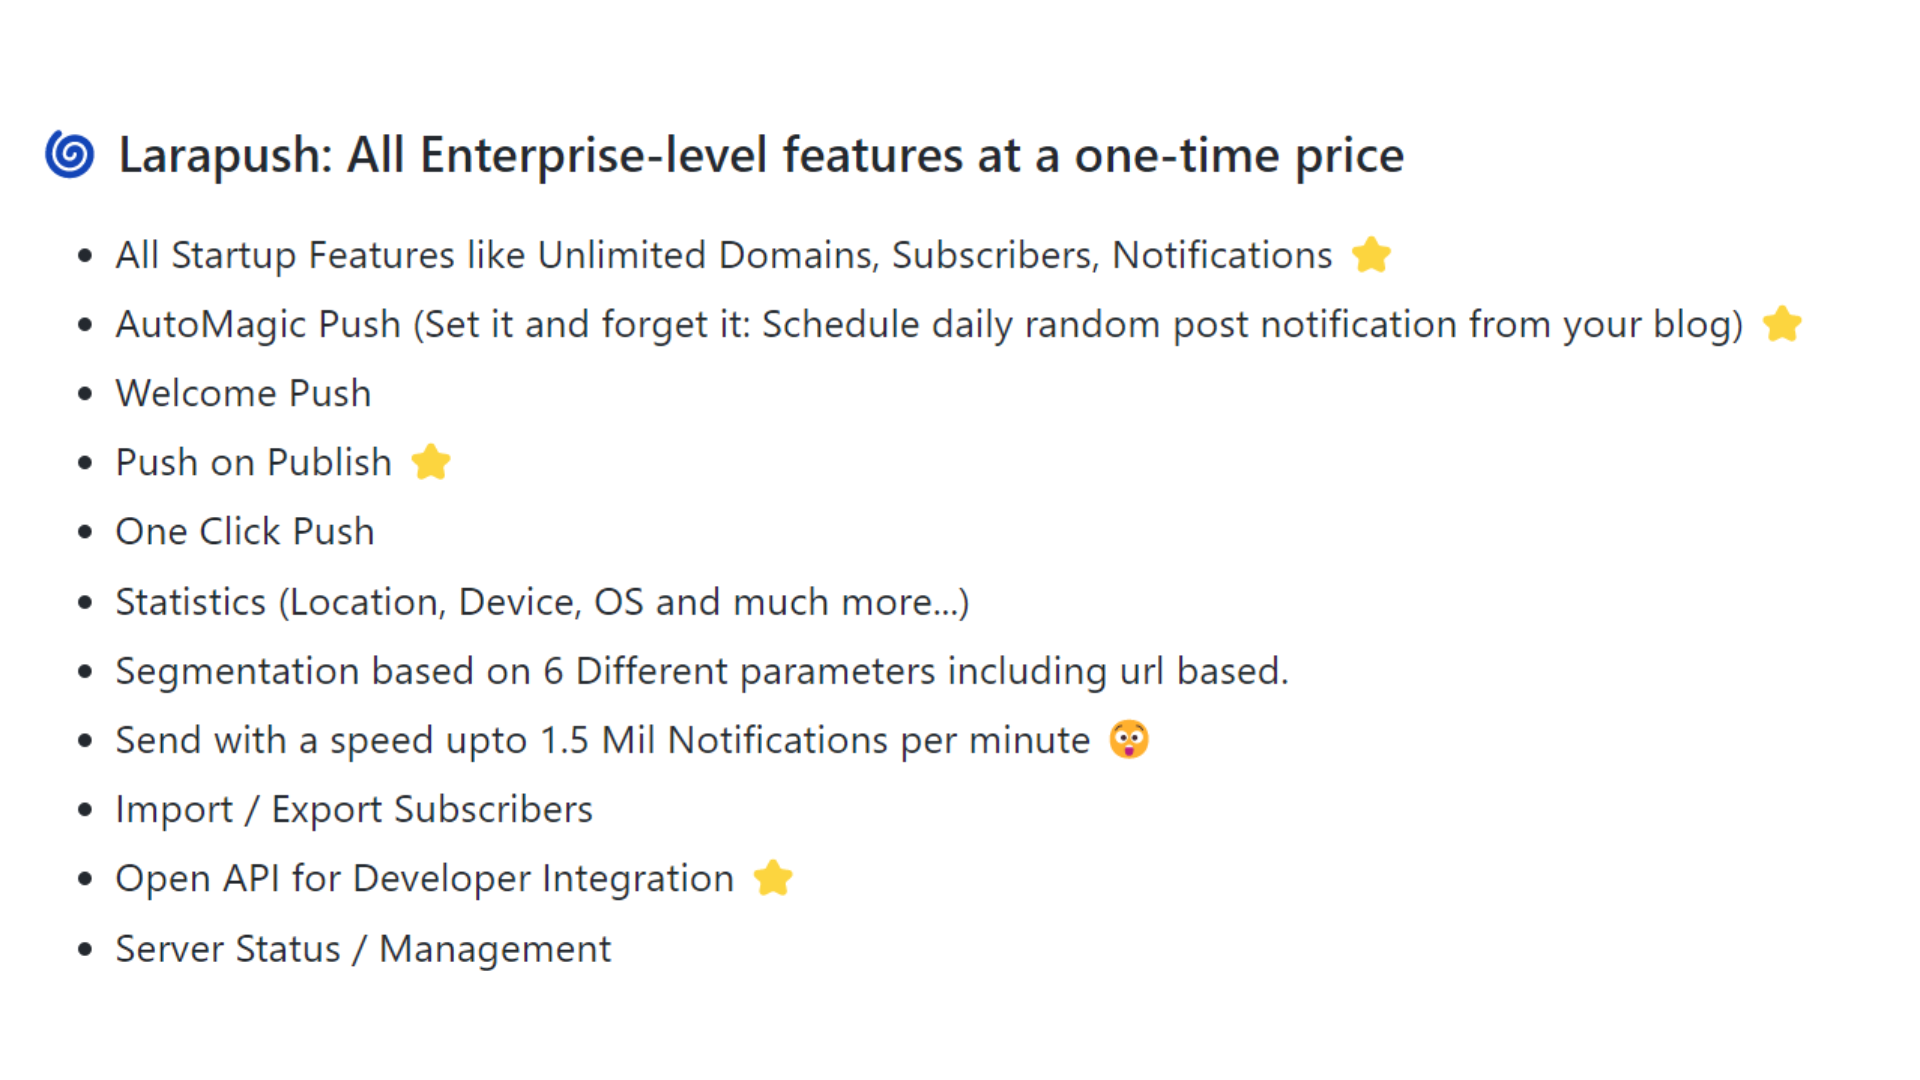 🌀 Larapush: All Enterprise-level features at a one-time price
• All Startup Features like Unlimited Domains, Subscribers, Notifications ⭐
• AutoMagic Push (Set it and forget it: Schedule daily random post notification from your blog) ⭐
• Welcome Push
• Push on Publish ⭐
• One Click Push
• Statistics (Location, Device, OS and much more...)
• Segmentation based on 6 Different parameters including url based.
• Send with a speed upto 1.5 Mil Notifications per minute 😲
• Import / Export Subscribers
• Open API for Developer Integration ⭐
• Server Status / Management